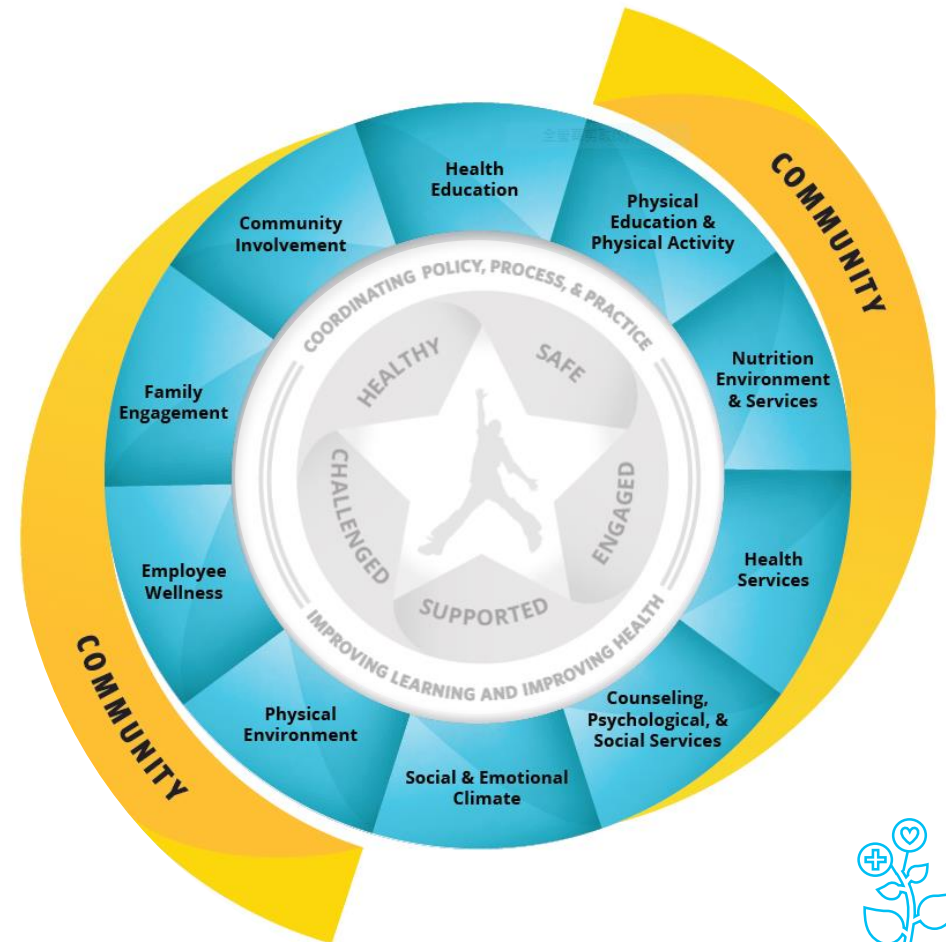 COMMUNITY
Health
Education
Physical
Education &
Physical Activity
Nutrition
Environment
& Services
Health
Services
Counseling,
Psychological, &
Social Services
Social & Emotional
Climate
Physical
Environment
Employee
Wellness
Family
Engagement
Community
Involvement
COORDINATING POLICY, PROCESS, & PRACTICE
HEALTHY
SAFE
ENGAGED
SUPPORTED
CHALLENGED
IMPROVING LEARNING AND IMPROVING HEALTH
COMMUNITY